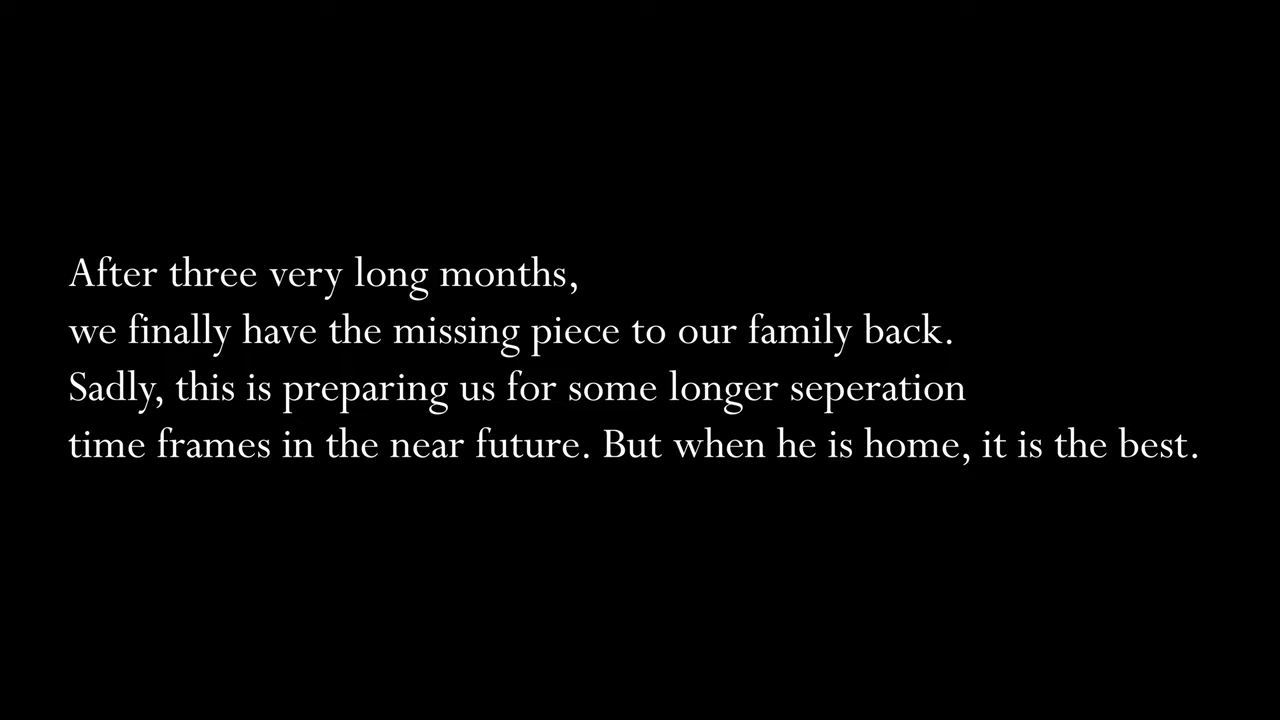 After three very long months,
we finally have the missing piece to our family back.
Sadly, this is preparing us for some longer seperation
time frames in the near future. But when he is home, it is the best.